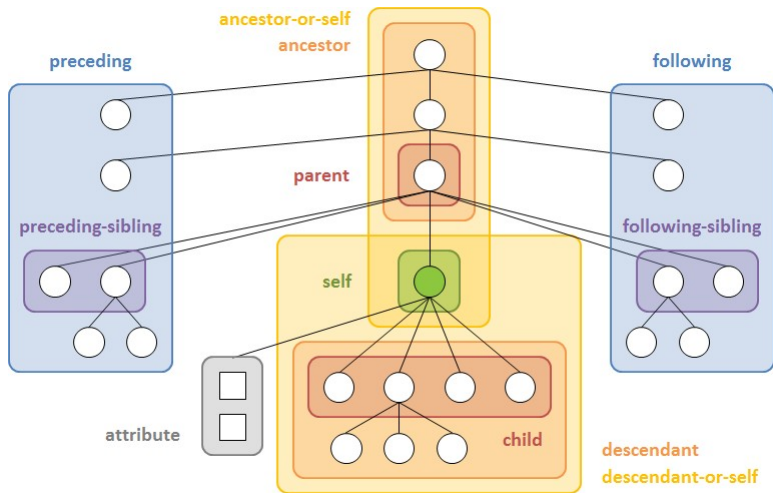 ancestor-or-self
ancestor
preceding
following
parent
preceding-sibling
following-sibling
self
attribute
child
descendant
descendant-or-self